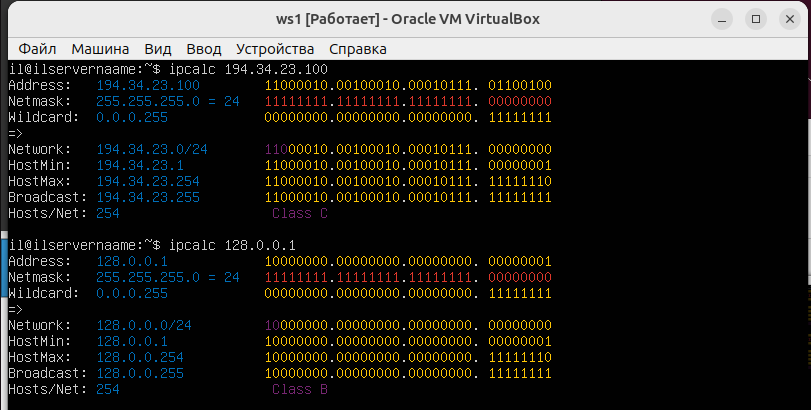 ws1 [Работает] - Oracle VM VirtualBox
Файл Машина Вид Ввод Устройства Справка
il@ilservernaame:~$ ipcalc 194.34.23.100
Address: 194.34.23.100 11000010.00100010.00010111. 01100100
Netmask: 255.255.255.0 = 24 11111111.11111111.11111111. 00000000
Wildcard: 0.0.0.255 00000000.00000000.00000000. 11111111
=>
Network: 194.34.23.0/24 11000010.00100010.00010111. 00000000
HostMin: 194.34.23.1 11000010.00100010.00010111. 00000001
HostMax: 194.34.23.254 11000010.00100010.00010111. 11111110
Broadcast: 194.34.23.255 11000010.00100010.00010111. 11111111
Hosts/Net: 254 Class C
il@ilservernaame:~$ ipcalc 128.0.0.1
Address: 128.0.0.1 10000000.00000000.00000000. 00000001
Netmask: 255.255.255.0 = 24 11111111.11111111.11111111. 00000000
Wildcard: 0.0.0.255 00000000.00000000.00000000. 11111111
=>
Network: 128.0.0.0/24 10000000.00000000.00000000. 00000000
HostMin: 128.0.0.1 10000000.00000000.00000000. 00000001
HostMax: 128.0.0.254 10000000.00000000.00000000. 11111110
Broadcast: 128.0.0.255 10000000.00000000.00000000. 11111111
Hosts/Net: 254 Class B